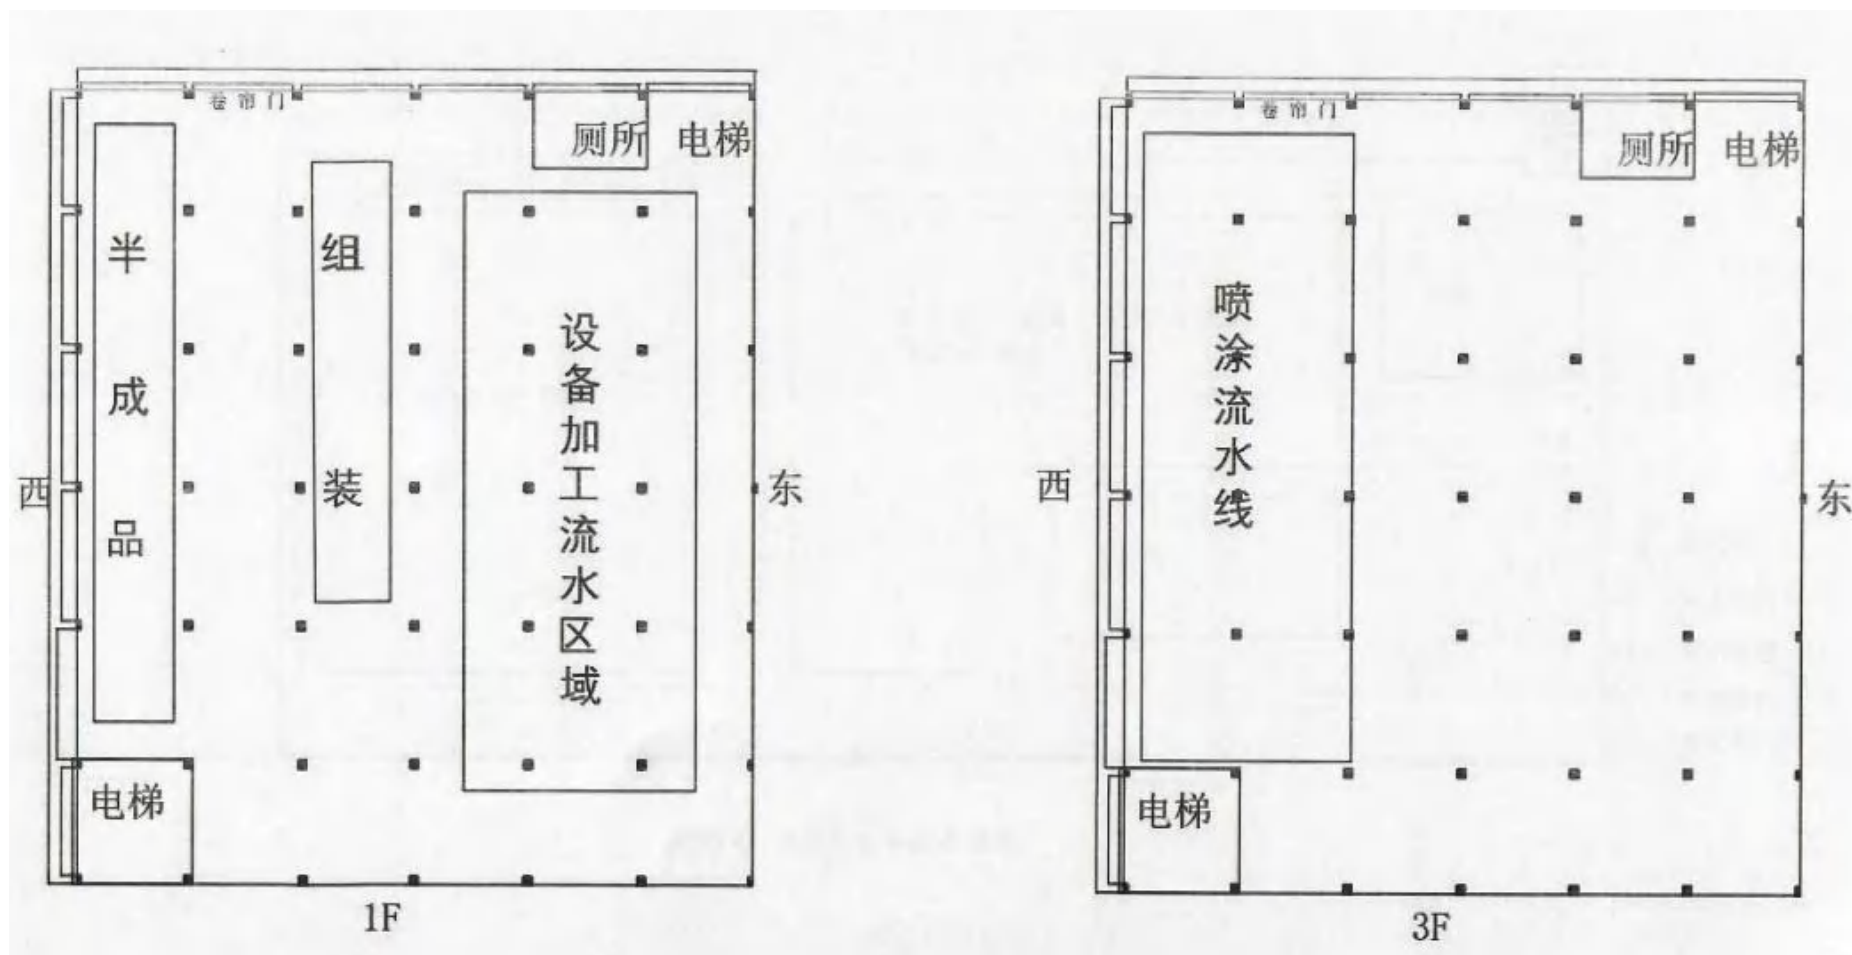 卷帘门
厕所
电梯
半成品
组装
设备加工流水区域
西
东
电梯
1F
卷帘门
厕所
电梯
喷涂流水线
西
东
电梯
3F